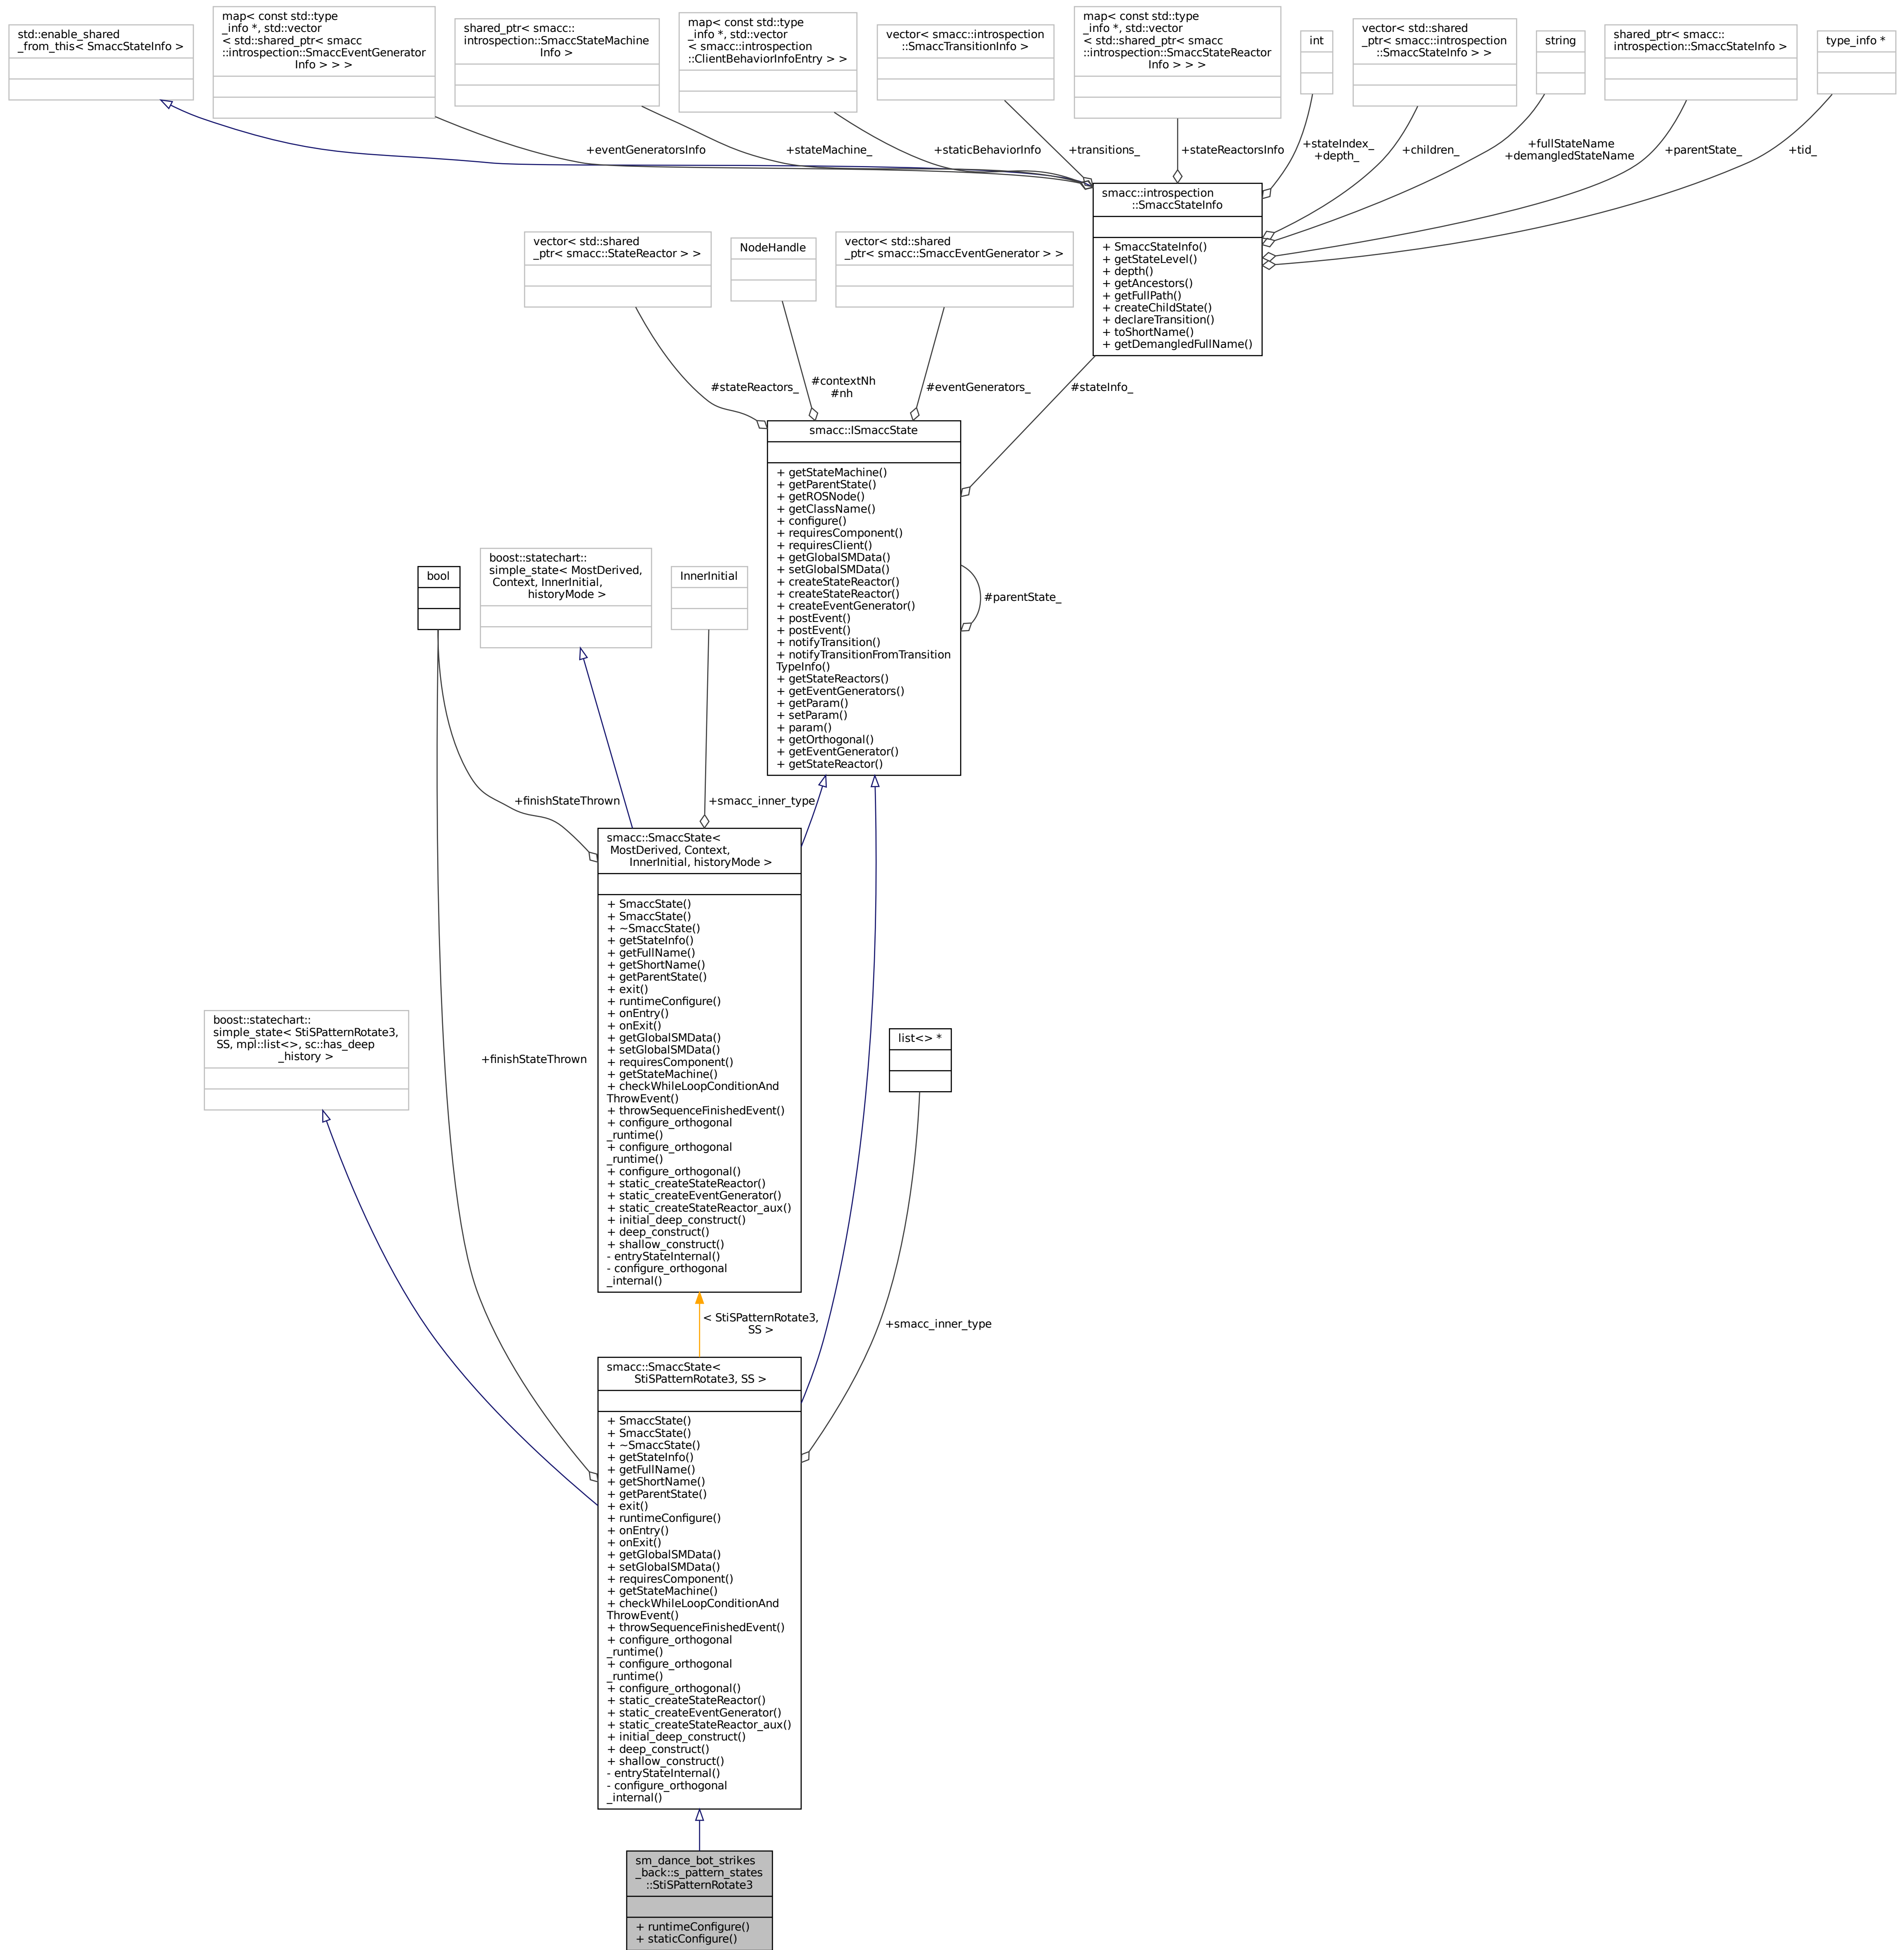 std::enable_shared
_from_this< SmaccStateInfo >
map< const std::type
_info *, std::vector
< std::shared_ptr< smacc
::introspection::SmaccEventGenerator
Info > > >
shared_ptr< smacc::
introspection::SmaccStateMachine
Info >
map< const std::type
_info *, std::vector
< smacc::introspection
::ClientBehaviorInfoEntry > >
vector< smacc::introspection
::SmaccTransitionInfo >
map< const std::type
_info *, std::vector
< std::shared_ptr< smacc
::introspection::SmaccStateReactor
Info > > >
int
vector< std::shared
_ptr< smacc::introspection
::SmaccStateInfo > >
string
shared_ptr< smacc::
introspection::SmaccStateInfo >
type_info *
+eventGeneratorsInfo
+stateMachine_
+staticBehaviorInfo
+transitions_
+stateReactorsInfo
+stateIndex_
+depth_
+children_
+fullStateName
+demangledStateName
+parentState_
+tid_
smacc::introspection
::SmaccStateInfo
+ SmaccStateInfo()
+ getStateLevel()
+ depth()
+ getAncestors()
+ getFullPath()
+ createChildState()
+ declareTransition()
+ toShortName()
+ getDemangledFullName()
vector< std::shared
_ptr< smacc::StateReactor > >
NodeHandle
vector< std::shared
_ptr< smacc::SmaccEventGenerator > >
#stateReactors_
#contextNh
#nh
#eventGenerators_
#stateInfo_
smacc::ISmaccState
+ getStateMachine()
+ getParentState()
+ getROSNode()
+ getClassName()
+ configure()
+ requiresComponent()
+ requiresClient()
+ getGlobalSMData()
+ setGlobalSMData()
+ createStateReactor()
+ createStateReactor()
+ createEventGenerator()
+ postEvent()
+ postEvent()
+ notifyTransition()
+ notifyTransitionFromTransition
TypeInfo()
+ getStateReactors()
+ getEventGenerators()
+ getParam()
+ setParam()
+ param()
+ getOrthogonal()
+ getEventGenerator()
+ getStateReactor()
#parentState_
bool
boost::statechart::
simple_state< MostDerived,
Context, InnerInitial,
historyMode >
InnerInitial
+finishStateThrown
+smacc_inner_type
smacc::SmaccState<
MostDerived, Context,
InnerInitial, historyMode >
+ SmaccState()
+ SmaccState()
+ ~SmaccState()
+ getStateInfo()
+ getFullName()
+ getShortName()
+ getParentState()
+ exit()
+ runtimeConfigure()
+ onEntry()
+ onExit()
+ getGlobalSMData()
+ setGlobalSMData()
+ requiresComponent()
+ getStateMachine()
+ checkWhileLoopConditionAnd
ThrowEvent()
+ throwSequenceFinishedEvent()
+ configure_orthogonal
_runtime()
+ configure_orthogonal
_runtime()
+ configure_orthogonal()
+ static_createStateReactor()
+ static_createEventGenerator()
+ static_createStateReactor_aux()
+ initial_deep_construct()
+ deep_construct()
+ shallow_construct()
- entryStateInternal()
- configure_orthogonal
_internal()
boost::statechart::
simple_state< StiSPatternRotate3,
SS, mpl::list<>, sc::has_deep
_history >
+finishStateThrown
list<> *
< StiSPatternRotate3,
SS >
+smacc_inner_type
smacc::SmaccState<
StiSPatternRotate3, SS >
+ SmaccState()
+ SmaccState()
+ ~SmaccState()
+ getStateInfo()
+ getFullName()
+ getShortName()
+ getParentState()
+ exit()
+ runtimeConfigure()
+ onEntry()
+ onExit()
+ getGlobalSMData()
+ setGlobalSMData()
+ requiresComponent()
+ getStateMachine()
+ checkWhileLoopConditionAnd
ThrowEvent()
+ throwSequenceFinishedEvent()
+ configure_orthogonal
_runtime()
+ configure_orthogonal
_runtime()
+ configure_orthogonal()
+ static_createStateReactor()
+ static_createEventGenerator()
+ static_createStateReactor_aux()
+ initial_deep_construct()
+ deep_construct()
+ shallow_construct()
- entryStateInternal()
- configure_orthogonal
_internal()
sm_dance_bot_strikes
_back::s_pattern_states
::StiSPatternRotate3
+ runtimeConfigure()
+ staticConfigure()